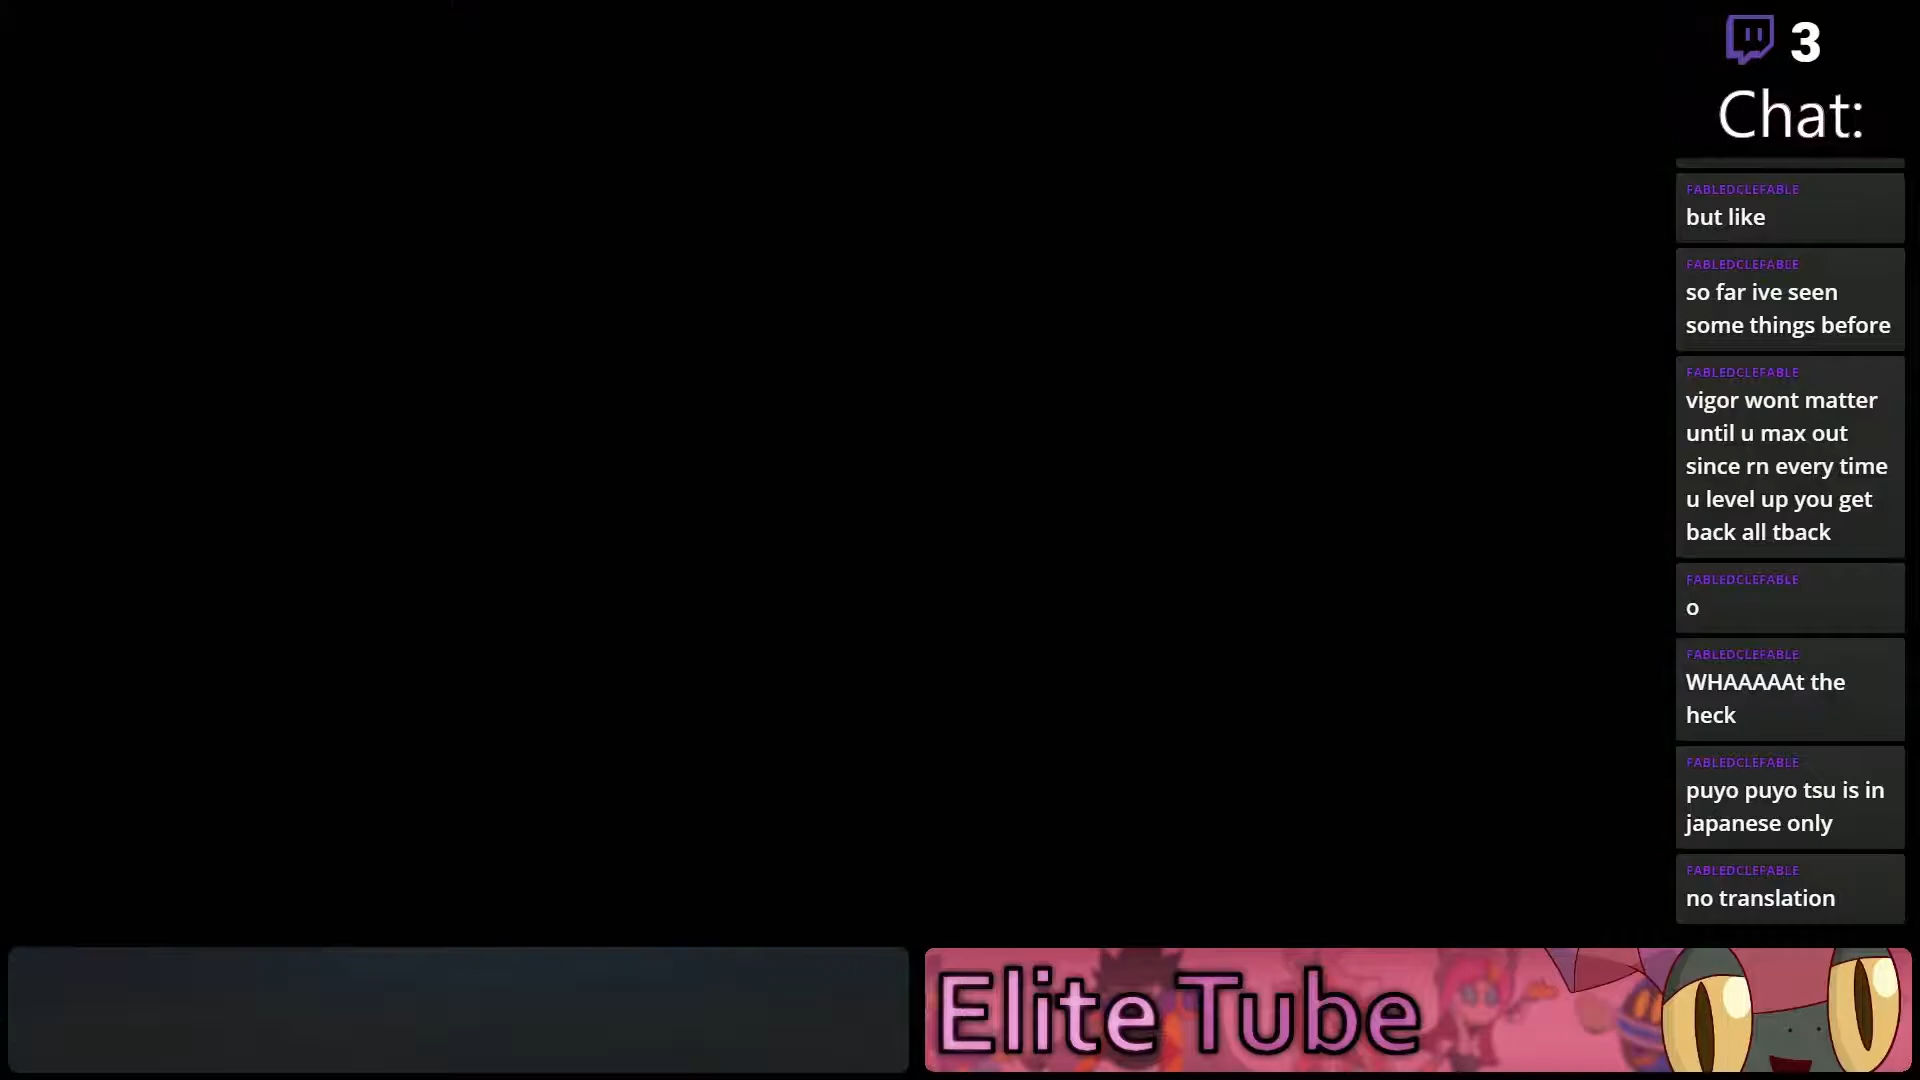 3
Chat:
FABLEDCLEFABLE
but like
FABLEDCLEFABLE
so far ive seen
some things before
FABLEDCLEFABLE
vigor wont matter
until u max out
since rn every time
u level up you get
back all tback
FABLEDCLEFABLE
o
FABLEDCLEFABLE
WHAAAAAt the
heck
FABLEDCLEFABLE
puyo puyo tsu is in
japanese only
FABLEDCLEFABLE
no translation
Elite Tube